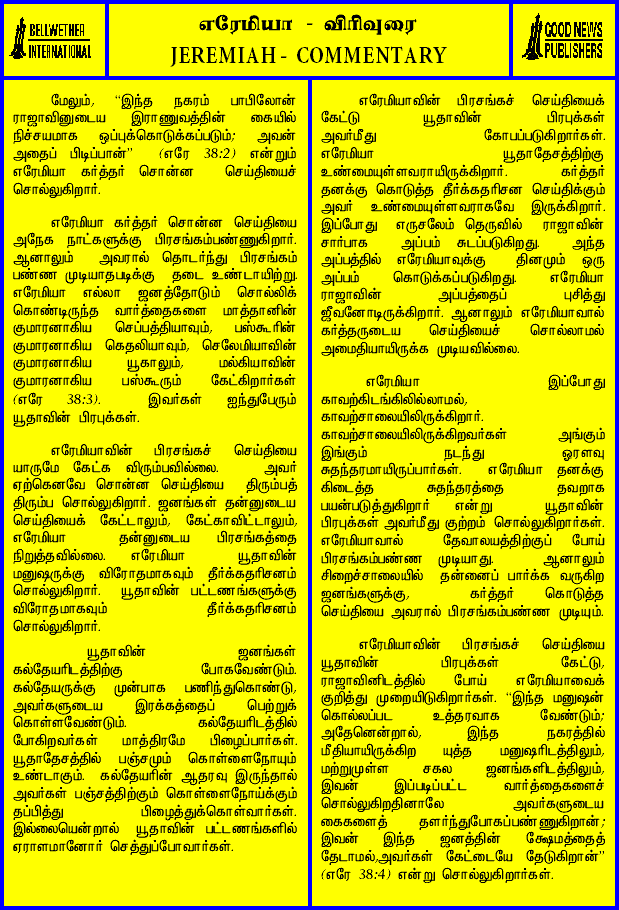 BELLWETHER
INTERNATIONAL
எரேமியா - விரிவுரை
JEREMIAH - COMMENTARY
GOOD NEWS
PUBLISHERS
மேலும், “இந்த நகரம் பாபிலோன்
ராஜாவினுடைய இராணுவத்தின் கையில்
நிச்சயமாக ஒப்புக்கொடுக்கப்படும்; அவன்
அதைப் பிடிப்பான்” (எரே 38:2) என்றும்
எரேமியா கர்த்தர் சொன்ன செய்தியைச்
சொல்லுகிறார்.
எரேமியா கர்த்தர் சொன்ன செய்தியை
அநேக நாட்களுக்கு பிரசங்கம்பண்ணுகிறார்.
ஆனாலும் அவரால் தொடர்ந்து பிரசங்கம்
பண்ண முடியாதபடிக்கு தடை உண்டாயிற்று.
எரேமியா எல்லா ஜனத்தோடும் சொல்லிக்
கொண்டிருந்த வார்த்தைகளை மாத்தானின்
குமாரனாகிய செப்பத்தியாவும், பஸ்கூரின்
குமாரனாகிய கெதலியாவும், செலேமியாவின்
குமாரனாகிய யூகாலும், மல்கியாவின்
குமாரனாகிய பஸ்கூரும் கேட்கிறார்கள்
(எரே 38:3). இவர்கள் ஐந்துபேரும்
யூதாவின் பிரபுக்கள்.
எரேமியாவின் பிரசங்கச் செய்தியை
யாருமே கேட்க விரும்பவில்லை. அவர்
ஏற்கெனவே சொன்ன செய்தியை திரும்பத்
திரும்ப சொல்லுகிறார். ஜனங்கள் தன்னுடைய
செய்தியைக் கேட்டாலும், கேட்காவிட்டாலும்,
எரேமியா தன்னுடைய பிரசங்கத்தை
நிறுத்தவில்லை. எரேமியா யூதாவின்
மனுஷருக்கு விரோதமாகவும் தீர்க்கதரிசனம்
சொல்லுகிறார். யூதாவின் பட்டணங்களுக்கு
விரோதமாகவும் தீர்க்கதரிசனம்
சொல்லுகிறார்.
யூதாவின் ஜனங்கள்
கல்தேயரிடத்திற்கு போகவேண்டும்.
கல்தேயருக்கு முன்பாக பணிந்துகொண்டு,
அவர்களுடைய இரக்கத்தைப் பெற்றுக்
கொள்ளவேண்டும். கல்தேயரிடத்தில்
போகிறவர்கள் மாத்திரமே பிழைப்பார்கள்.
யூதாதேசத்தில் பஞ்சமும் கொள்ளைநோயும்
உண்டாகும். கல்தேயரின் ஆதரவு இருந்தால்
அவர்கள் பஞ்சத்திற்கும் கொள்ளைநோய்க்கும்
தப்பித்து பிழைத்துக்கொள்வார்கள்.
இல்லையென்றால் யூதாவின் பட்டணங்களில்
ஏராளமானோர் செத்துப்போவார்கள்.
எரேமியாவின் பிரசங்கச் செய்தியைக்
கேட்டு யூதாவின் பிரபுக்கள்
அவர்மீது கோபப்படுகிறார்கள்.
எரேமியா யூதாதேசத்திற்கு
உண்மையுள்ளவராயிருக்கிறார். கர்த்தர்
தனக்கு கொடுத்த தீர்க்கதரிசன செய்திக்கும்
அவர் உண்மையுள்ளவராகவே இருக்கிறார்.
இப்போது எருசலேம் தெருவில் ராஜாவின்
சார்பாக அப்பம் சுடப்படுகிறது. அந்த
அப்பத்தில் எரேமியாவுக்கு தினமும் ஒரு
அப்பம் கொடுக்கப்படுகிறது. எரேமியா
ராஜாவின் அப்பத்தைப் புசித்து
ஜீவனோடிருக்கிறார். ஆனாலும் எரேமியாவால்
கர்த்தருடைய செய்தியைச் சொல்லாமல்
அமைதியாயிருக்க முடியவில்லை.
எரேமியா இப்போது
காவற்கிடங்கிலில்லாமல்,
காவற்சாலையிலிருக்கிறார்.
காவற்சாலையிலிருக்கிறவர்கள் அங்கும்
இங்கும் நடந்து ஓரளவு
சுதந்தரமாயிருப்பார்கள். எரேமியா தனக்கு
கிடைத்த சுதந்தரத்தை தவறாக
பயன்படுத்துகிறார் என்று யூதாவின்
பிரபுக்கள் அவர்மீது குற்றம் சொல்லுகிறார்கள்.
எரேமியாவால் தேவாலயத்திற்குப் போய்
பிரசங்கம்பண்ண முடியாது. ஆனாலும்
சிறைச்சாலையில் தன்னைப் பார்க்க வருகிற
ஜனங்களுக்கு, கர்த்தர் கொடுத்த
செய்தியை அவரால் பிரசங்கம்பண்ண முடியும்.
எரேமியாவின் பிரசங்கச் செய்தியை
யூதாவின் பிரபுக்கள் கேட்டு,
ராஜாவினிடத்தில் போய் எரேமியாவைக்
குறித்து முறையிடுகிறார்கள். “இந்த மனுஷன்
கொல்லப்பட உத்தரவாக வேண்டும்;
அதேனென்றால், இந்த நகரத்தில்
மீதியாயிருக்கிற யுத்த மனுஷரிடத்திலும்,
மற்றுமுள்ள சகல ஜனங்களிடத்திலும்,
இவன் இப்படிப்பட்ட வார்த்தைகளைச்
சொல்லுகிறதினாலே அவர்களுடைய
கைகளைத் தளர்ந்துபோகப்பண்ணுகிறான்;
இவன் இந்த ஜனத்தின் க்ஷேமத்தைத்
தேடாமல்,அவர்கள் கேட்டையே தேடுகிறான்”
(எரே 38:4) என்று சொல்லுகிறார்கள்.